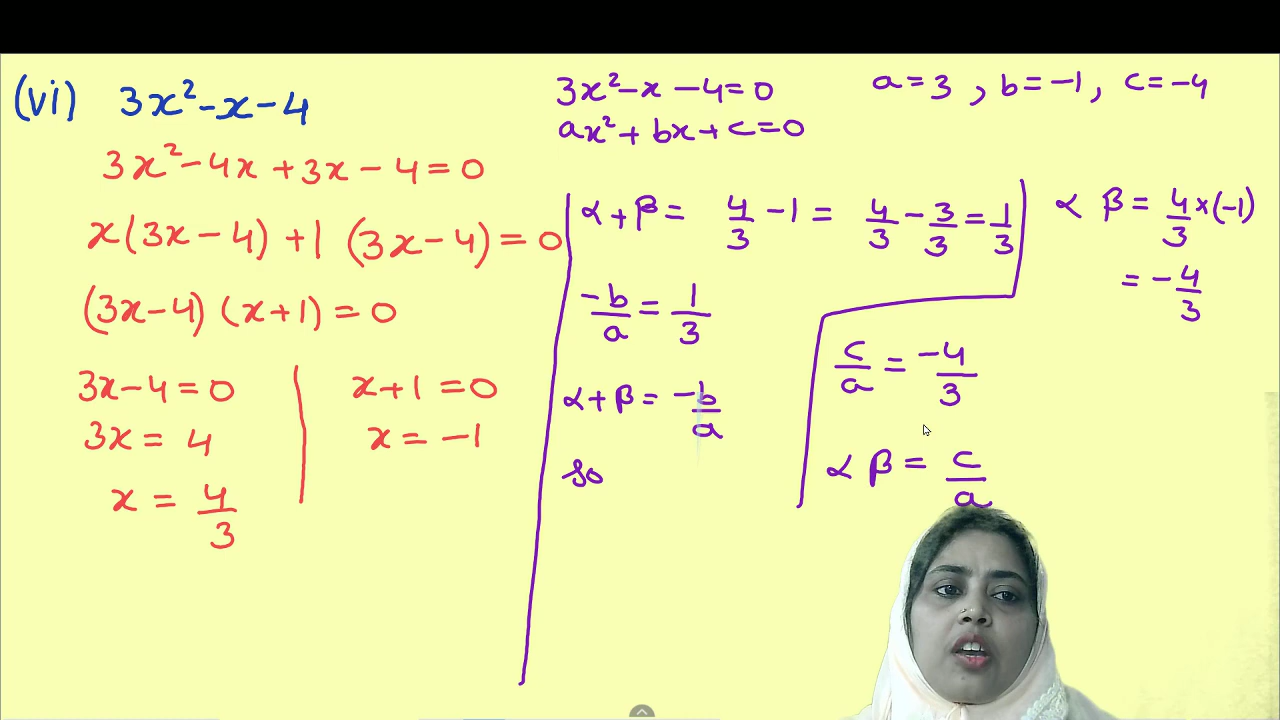 (vi) 3x² - x - 4
3x² - 4x + 3x - 4 = 0
x(3x - 4) + 1 (3x - 4) = 0
(3x - 4) (x + 1) = 0
3x - 4 = 0
3x = 4
x = 4/3
x + 1 = 0
x = -1
3x² - x - 4 = 0
ax² + bx + c = 0
a = 3 , b = -1 , c = -4
α + β = 4/3 - 1 = 4/3 - 3/3 = 1/3
-b/a = 1/3
α + β = -b/a
so
α β = 4/3 × (-1)
= -4/3
c/a = -4/3
α β = c/a